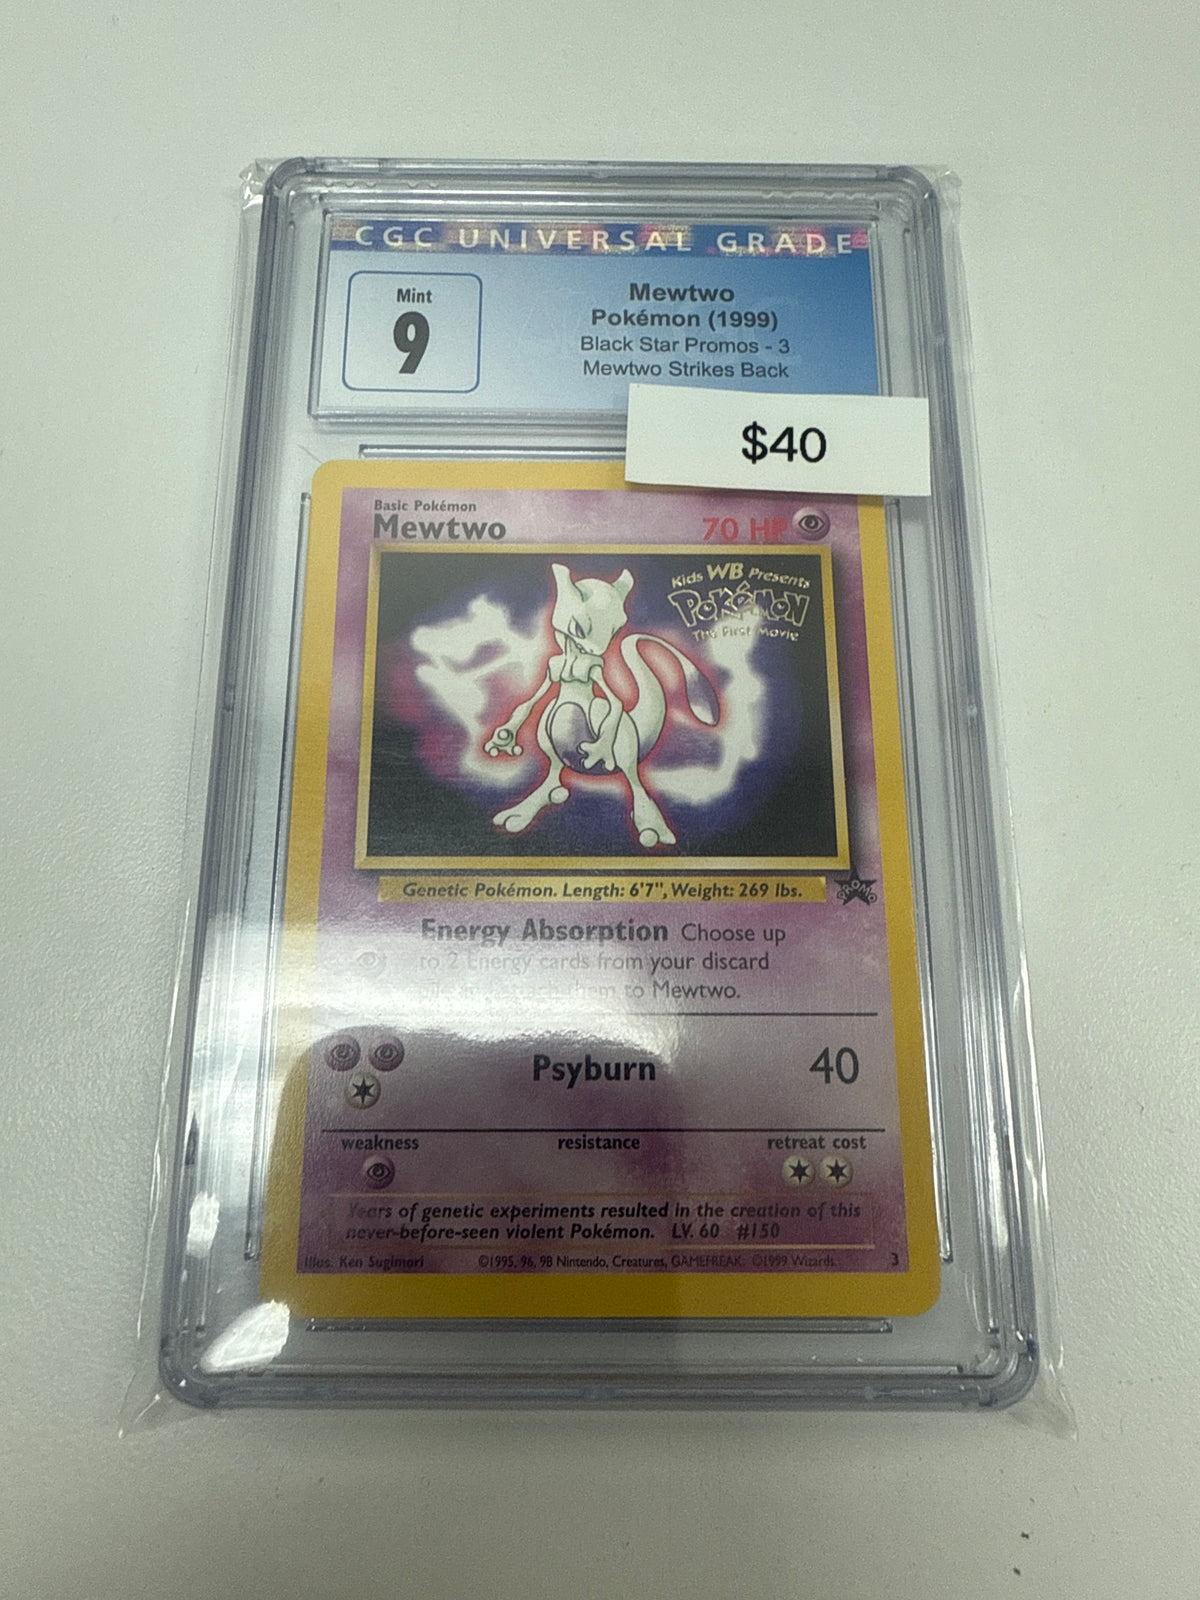 CGC UNIVERSAL GRADE
Mint
9
Mewtwo
Pokémon (1999)
Black Star Promos - 3
Mewtwo Strikes Back
$40
Basic Pokémon
Mewtwo
70 HP
Kids WB Presents
POKéMON
The First Movie
Genetic Pokémon. Length: 6'7", Weight: 269 lbs.
PROMO
Energy Absorption Choose up
to 2 Energy cards from your discard
them to Mewtwo.
Psyburn 40
weakness resistance retreat cost
Years of genetic experiments resulted in the creation of this
never-before-seen violent Pokémon. LV. 60 #150
Illus. Ken Sugimori ©1995, 96, 98 Nintendo, Creatures, GAMEFREAK. ©1999 Wizards. 3